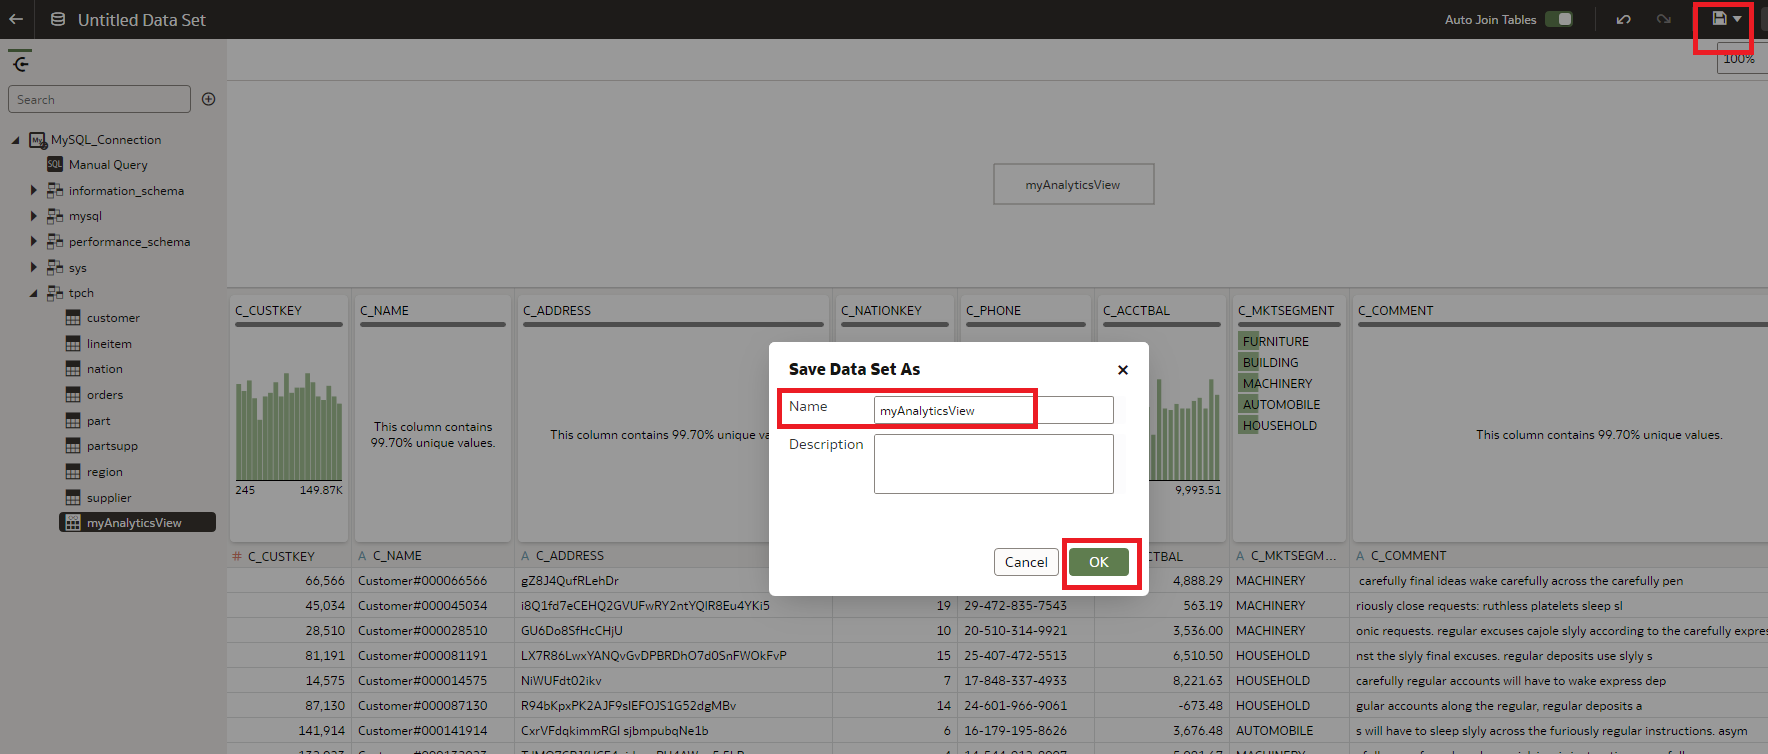 Untitled Data Set
Auto Join Tables
100%
Search
MySQL_Connection
SQL Manual Query
information_schema
mysql
performance_schema
sys
tpch
customer
lineitem
nation
orders
part
partsupp
region
supplier
myAnalyticsView
myAnalyticsView
C_CUSTKEY C_NAME C_ADDRESS C_NATIONKEY C_PHONE C_ACCTBAL C_MKTSEGMENT C_COMMENT
245 149.87K
This column contains
99.70% unique values.
This column contains 99.70% unique va
9,993.51
FURNITURE
BUILDING
MACHINERY
AUTOMOBILE
HOUSEHOLD
This column contains 99.70% unique values.
Save Data Set As
Name myAnalyticsView
Description
Cancel OK
# C_CUSTKEY A C_NAME A C_ADDRESS CTBAL A C_MKTSEGM... A C_COMMENT
66,566 Customer#000066566 gZ8J4QufRLehDr 4,888.29 MACHINERY carefully final ideas wake carefully across the carefully pen
45,034 Customer#000045034 i8Q1fd7eCEHQ2GVUFwRY2ntYQIR8Eu4YKi5 19 29-472-835-7543 563.19 MACHINERY riously close requests: ruthless platelets sleep sl
28,510 Customer#000028510 GU6Do8SfHcCHjU 10 20-510-314-9921 3,536.00 MACHINERY onic requests. regular excuses cajole slyly according to the carefully expre
81,191 Customer#000081191 LX7R86LwxYANQvGvDPBRDhO7d0SnFWOkFvP 15 25-407-472-5513 6,510.50 HOUSEHOLD nst the slyly final excuses. regular deposits use slyly s
14,575 Customer#000014575 NiWUFdt02ikv 7 17-848-337-4933 8,221.63 HOUSEHOLD carefully regular accounts will have to wake express dep
87,130 Customer#000087130 R94bKpxPK2AJF9sIEFOJS1G52dgMBv 14 24-601-966-9061 -673.48 HOUSEHOLD gular accounts along the regular, regular deposits a
141,914 Customer#000141914 CxrVFdqkimmRGI sjbmpubqNe1b 6 16-179-195-8626 3,676.48 AUTOMOBILE s will have to sleep slyly across the furiously regular instructions. asym